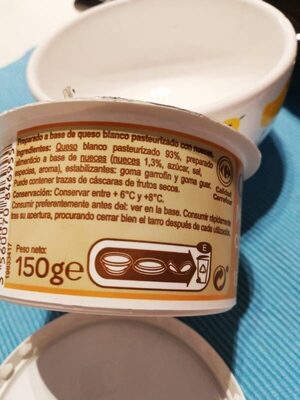 Preparado a base de queso blanco pasteurizado con nueces.
Ingredientes: Queso blanco pasteurizado 93%, preparado
alimenticio a base de nueces (nueces 1,3%, azúcar, sal,
especias, aroma), estabilizantes: goma garrofín y goma guar.
Puede contener trazas de cáscaras de frutos secos.
Conservación: Conservar entre + 6°C y +8°C.
Consumir preferentemente antes del: ver en la base. Consumir rápidamente
tras su apertura, procurando cerrar bien el tarro después de cada utilización.
Calidad
Carrefour
Peso neto:
150g e
E